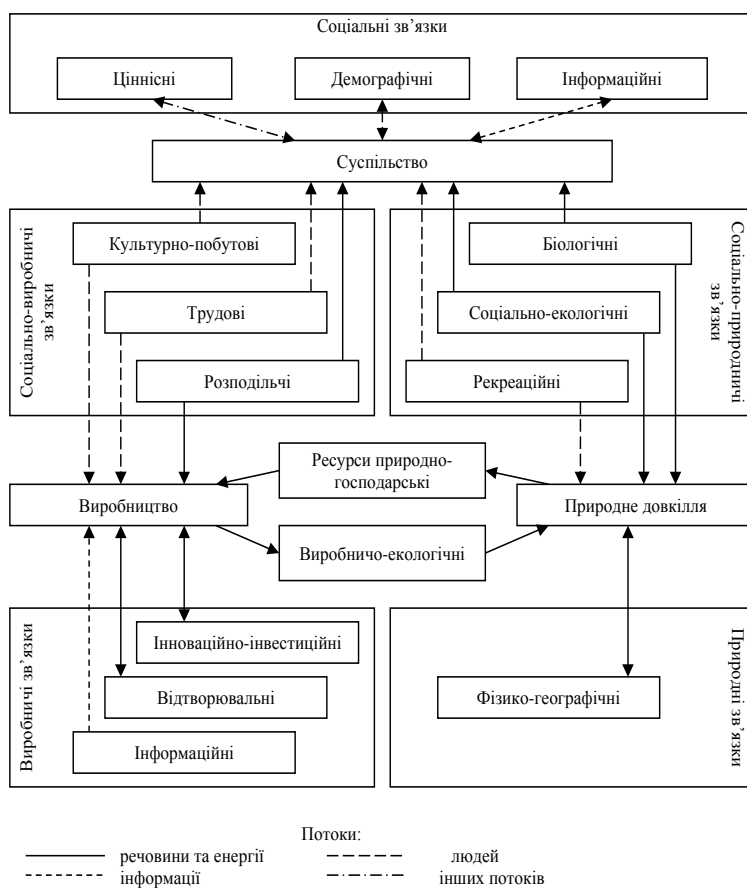 Соціальні зв’язки
Ціннісні
Демографічні
Інформаційні
Суспільство
Соціально-виробничі
зв’язки
Культурно-побутові
Трудові
Розподільчі
Біологічні
Соціально-екологічні
Рекреаційні
Соціально-природничі
зв’язки
Ресурси природно-
господарські
Виробництво
Природне довкілля
Виробничо-екологічні
Виробничі зв’язки
Інноваційно-інвестиційні
Відтворювальні
Інформаційні
Фізико-географічні
Природні зв’язки
Потоки:
речовини та енергії
людей
інформації
інших потоків